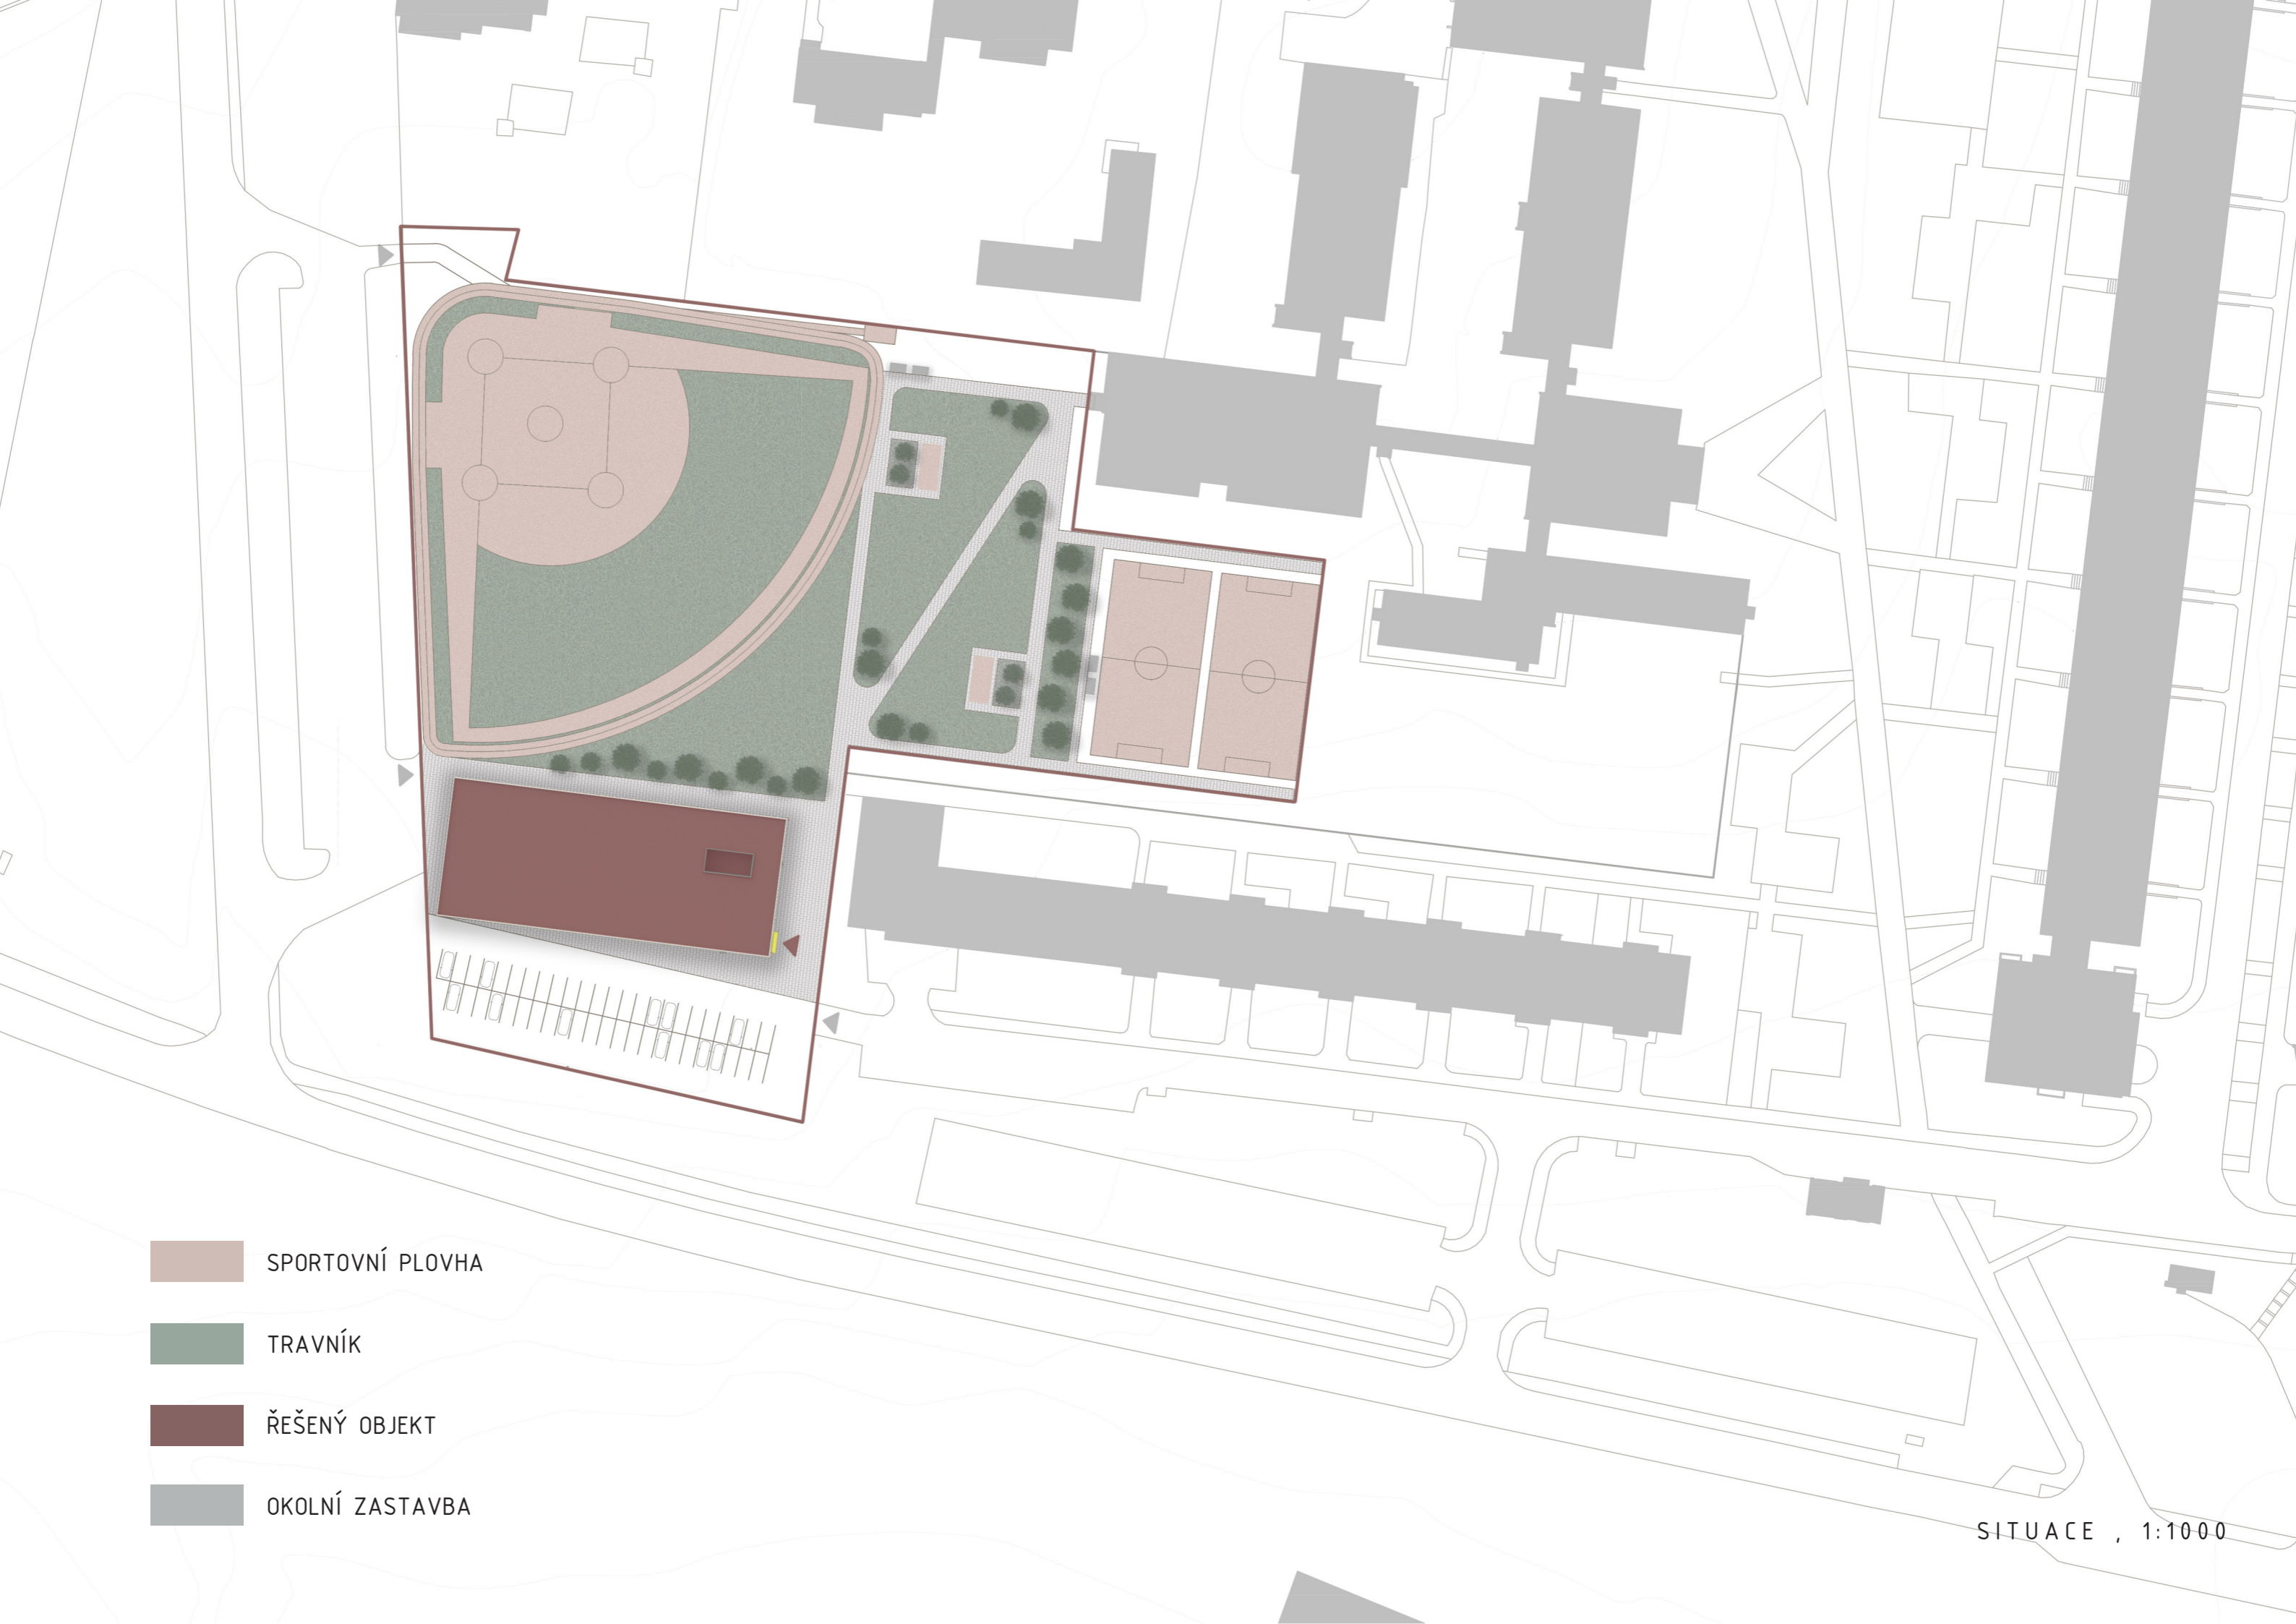 SPORTOVNÍ PLOVHA
TRAVNÍK
ŘEŠENÝ OBJEKT
OKOLNÍ ZASTAVBA
SITUACE , 1:1000